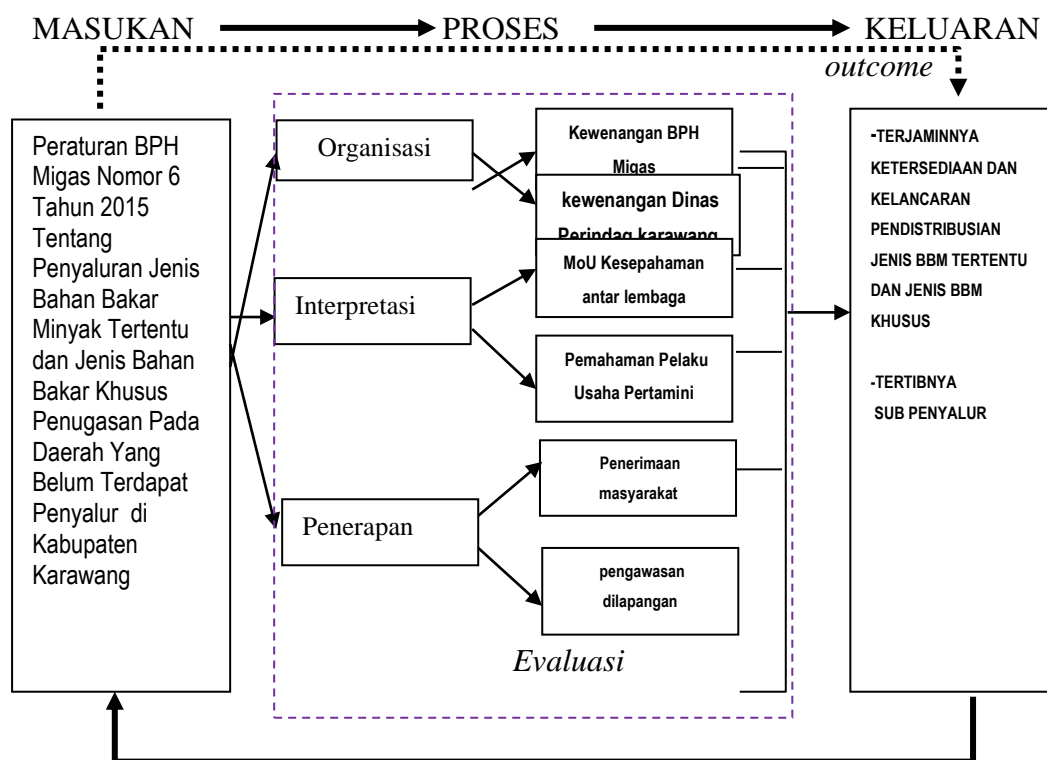 MASUKAN PROSES KELUARAN
outcome
Peraturan BPH
Migas Nomor 6
Tahun 2015
Tentang
Penyaluran Jenis
Bahan Bakar
Minyak Tertentu
dan Jenis Bahan
Bakar Khusus
Penugasan Pada
Daerah Yang
Belum Terdapat
Penyalur di
Kabupaten
Karawang
Organisasi
Interpretasi
Penerapan
Kewenangan BPH
Migas
kewenangan Dinas
Perindag karawang
MoU Kesepahaman
antar lembaga
Pemahaman Pelaku
Usaha Pertamini
Penerimaan
masyarakat
pengawasan
dilapangan
Evaluasi
-TERJAMINNYA
KETERSEDIAAN DAN
KELANCARAN
PENDISTRIBUSIAN
JENIS BBM TERTENTU
DAN JENIS BBM
KHUSUS
-TERTIBNYA
SUB PENYALUR